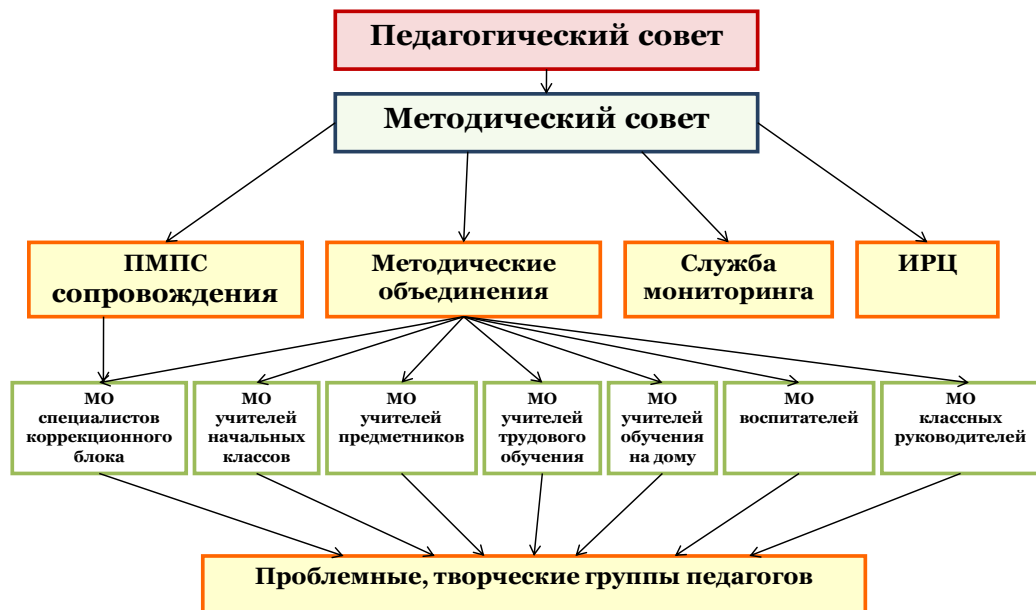 Педагогический совет
Методический совет
ПМПС
сопровождения
Методические
объединения
Служба
мониторинга
ИРЦ
МО
специалистов
коррекционного
блока
МО
учителей
начальных
классов
МО
учителей
предметников
МО
учителей
трудового
обучения
МО
учителей
обучения
на дому
МО
воспитателей
МО
классных
руководителей
Проблемные, творческие группы педагогов